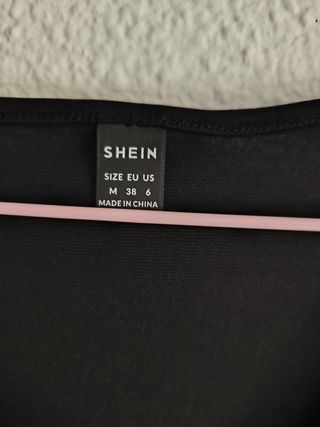 SHEIN
SIZE EU US
M 38 6
MADE IN CHINA